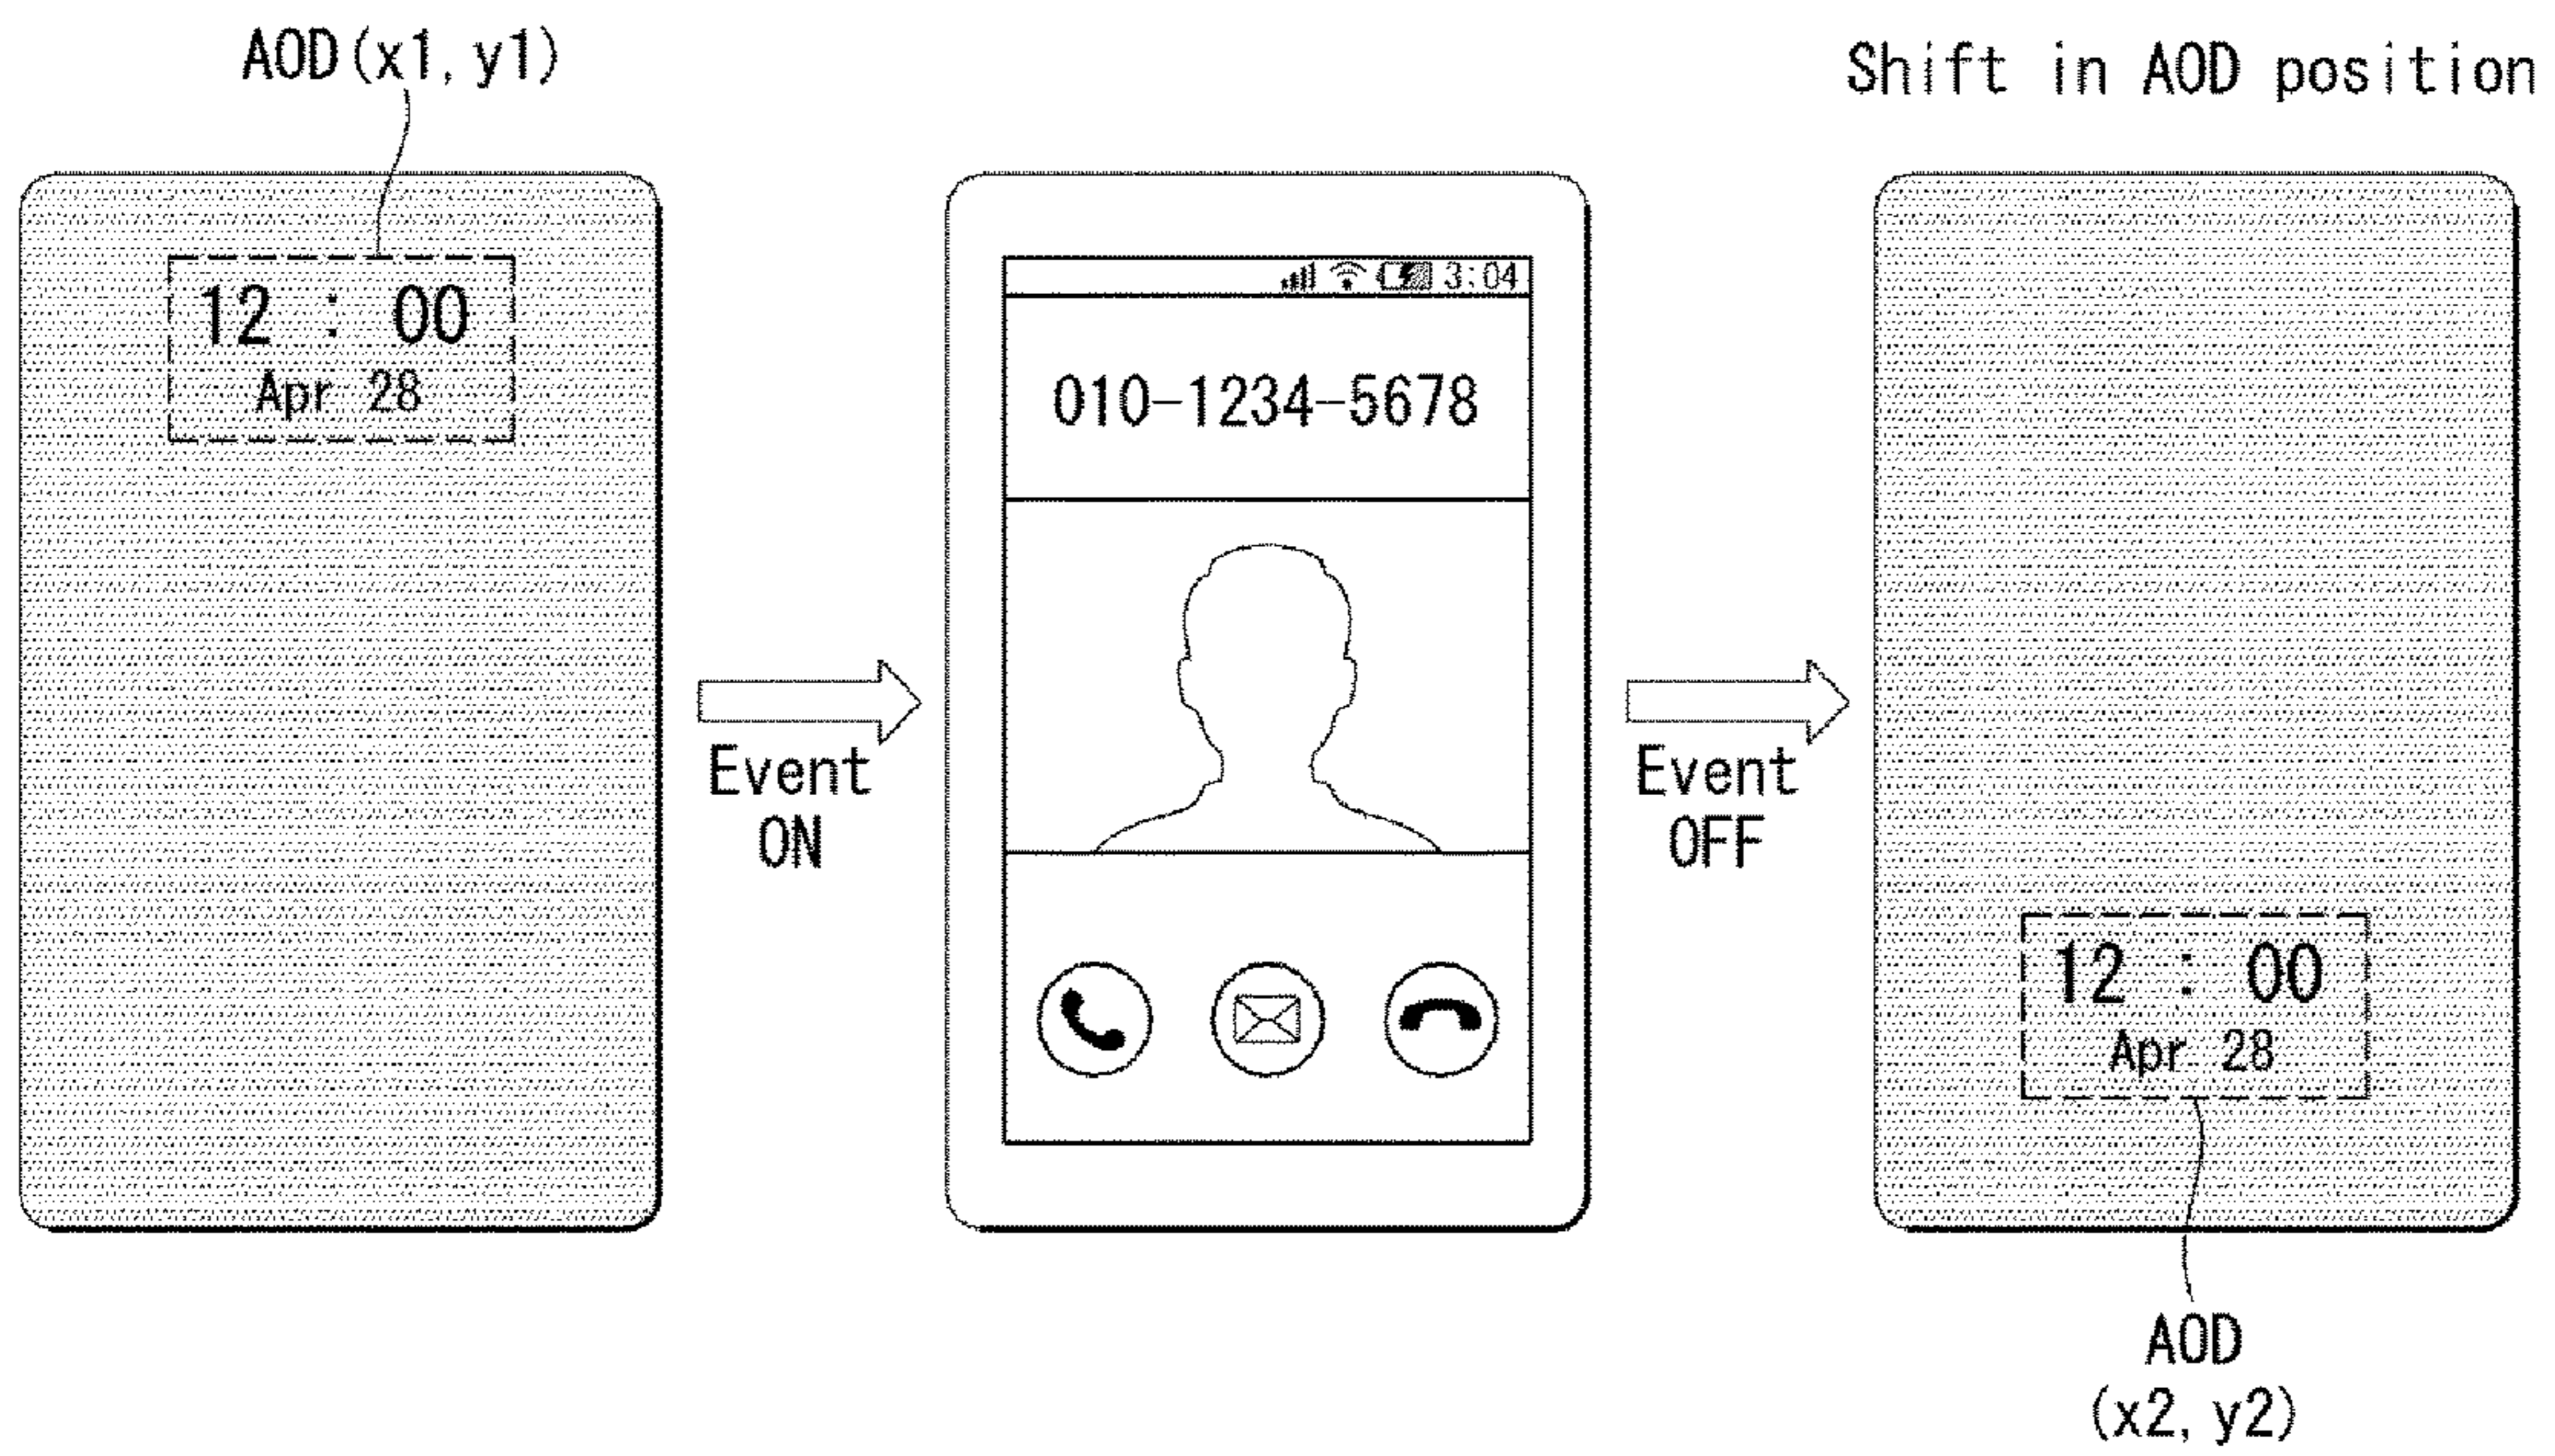 AOD(x1, y1)
Shift in AOD position
12 : 00
Apr 28
Event
ON
3:04
010-1234-5678
Event
OFF
12 : 00
Apr 28
AOD
(x2, y2)